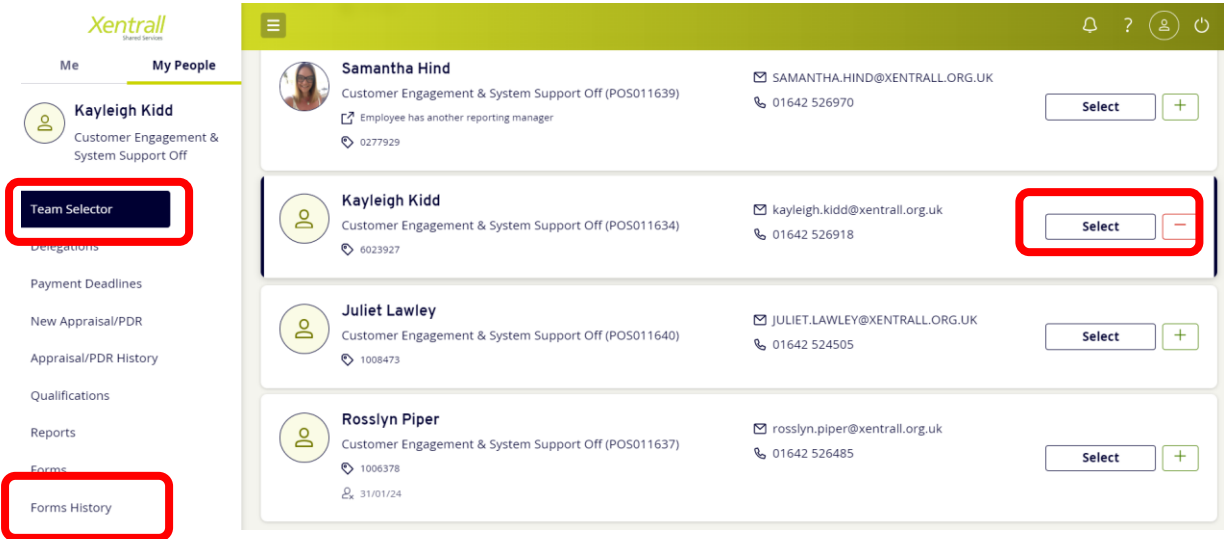 Xentrall
Shared Services
Me
My People
Kayleigh Kidd
Customer Engagement &
System Support Off
Team Selector
Delegations
Payment Deadlines
New Appraisal/PDR
Appraisal/PDR History
Qualifications
Reports
Forms
Forms History
?
Samantha Hind
Customer Engagement & System Support Off (POS011639)
Employee has another reporting manager
0277929
SAMANTHA.HIND@XENTRALL.ORG.UK
01642 526970
Select +
Kayleigh Kidd
Customer Engagement & System Support Off (POS011634)
6023927
kayleigh.kidd@xentrall.org.uk
01642 526918
Select −
Juliet Lawley
Customer Engagement & System Support Off (POS011640)
1008473
JULIET.LAWLEY@XENTRALL.ORG.UK
01642 524505
Select +
Rosslyn Piper
Customer Engagement & System Support Off (POS011637)
1006378
31/01/24
rosslyn.piper@xentrall.org.uk
01642 526485
Select +